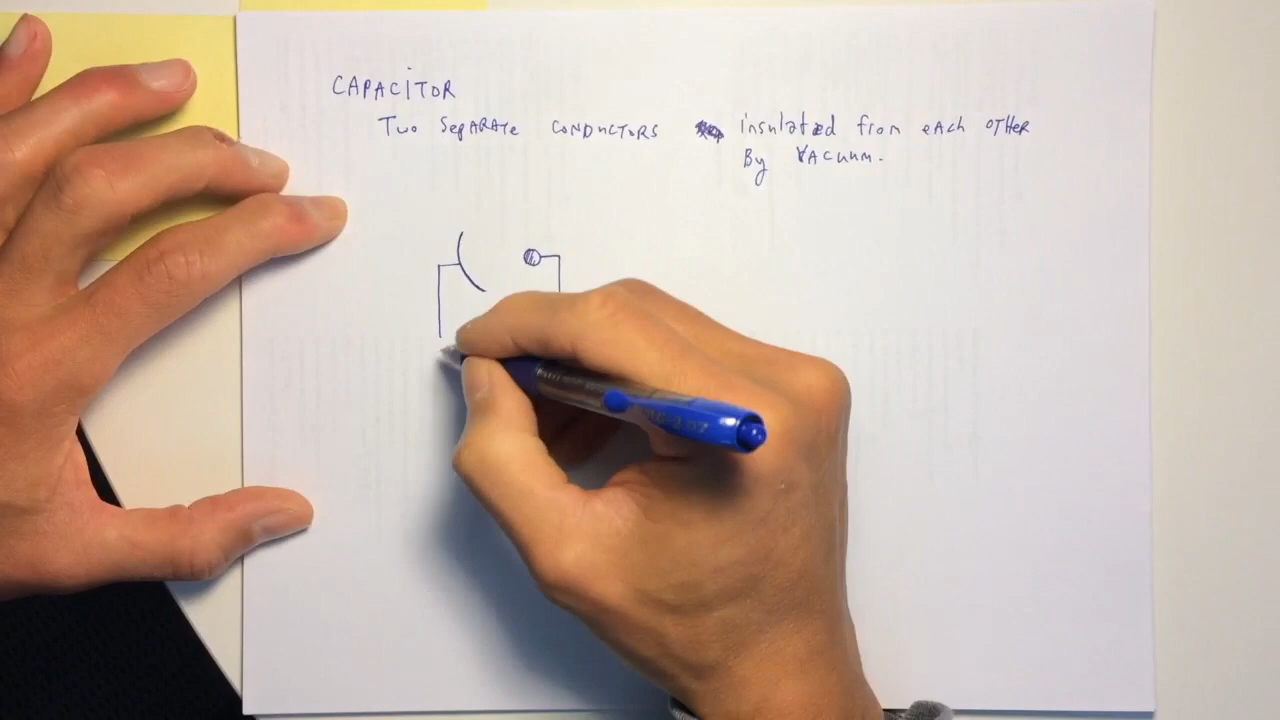 CAPACITOR
Two SepARATe CONDUCTORS insulated from eAch OTHer
By VAcuum.